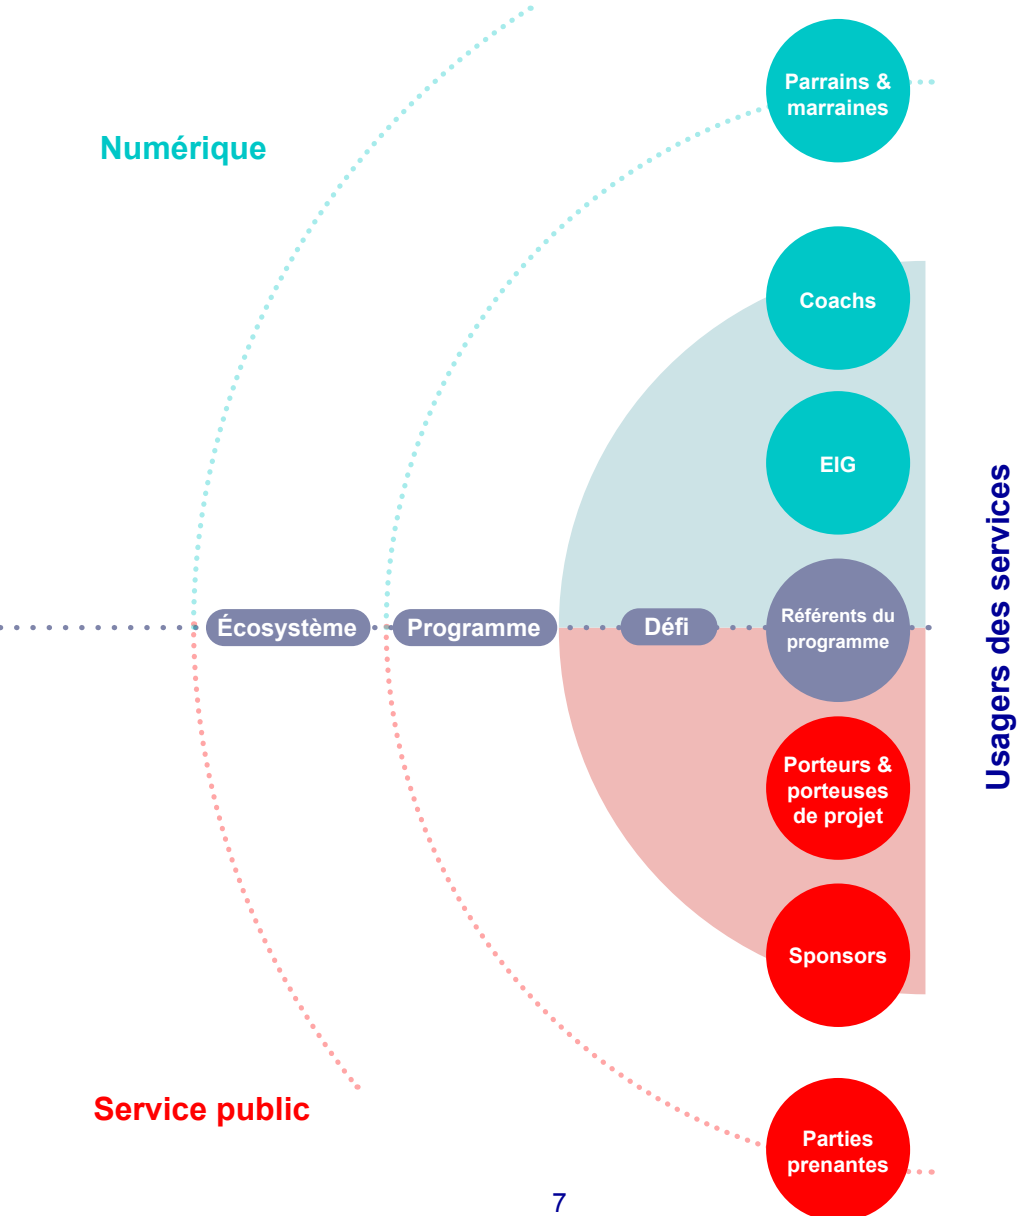 Parrains &
marraines
Numérique
Coachs
EIG
Usagers des services
Écosystème
Programme
Défi
Référents du
programme
Porteurs &
porteuses
de projet
Sponsors
Service public
Parties
prenantes
7